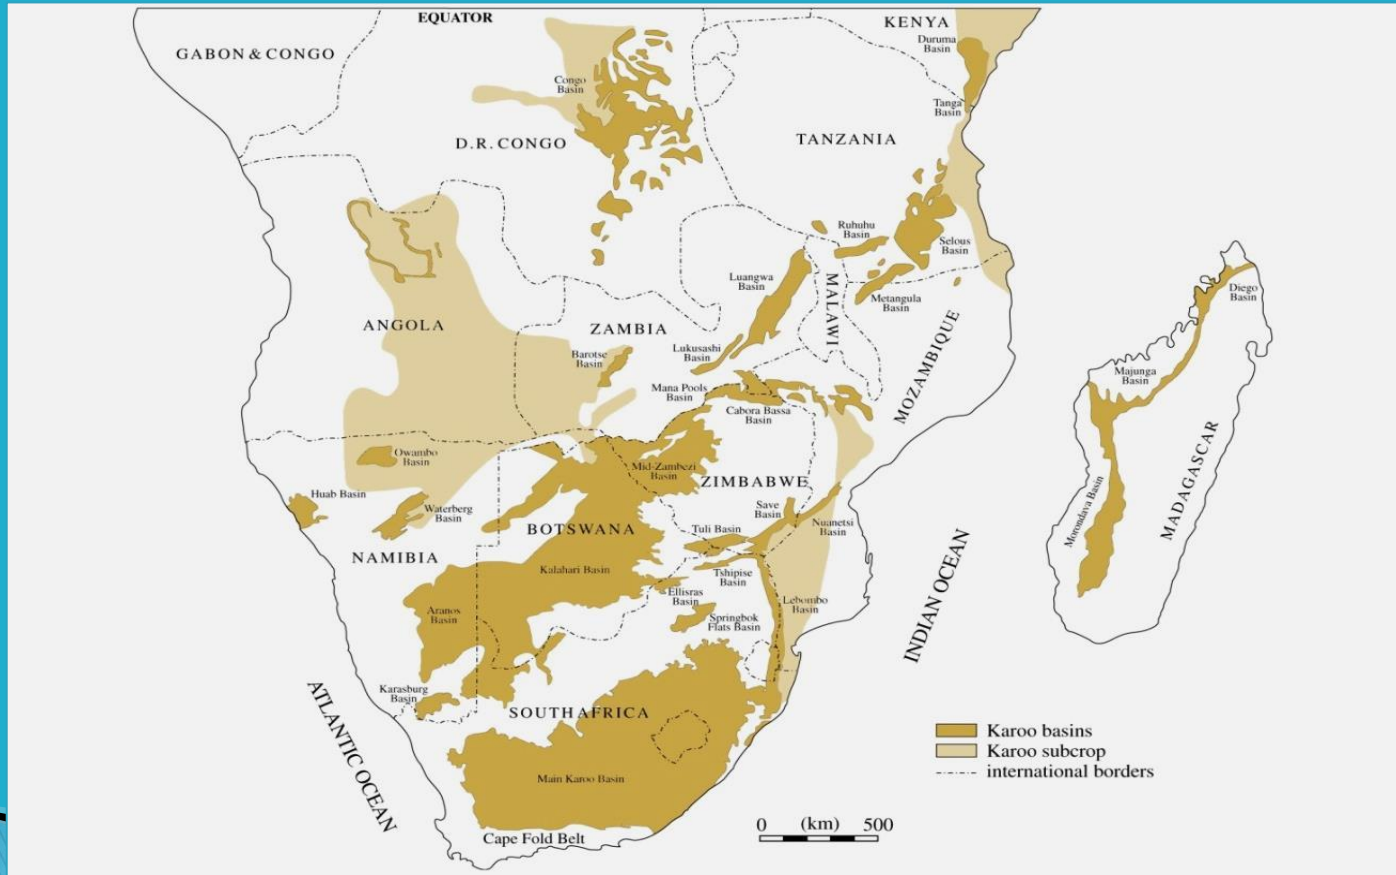 EQUATOR
KENYA
GABON & CONGO
Duruma
Basin
Congo
Basin
Tanga
Basin
D.R. CONGO
TANZANIA
Ruhuhu
Basin
Selous
Basin
Luangwa
Basin
MALAWI
Metangula
Basin
Diego
Basin
ANGOLA
ZAMBIA
Lukusashi
Basin
Barotse
Basin
MOZAMBIQUE
Majunga
Basin
Mana Pools
Basin
Cabora Bassa
Basin
MADAGASCAR
Owambo
Basin
Mid-Zambezi
Basin
ZIMBABWE
Huab Basin
Waterberg
Basin
Save
Basin
Nuanetsi
Basin
Morondava Basin
BOTSWANA
Tuli Basin
NAMIBIA
Kalahari Basin
Tshipise
Basin
INDIAN OCEAN
Ellisras
Basin
Lebombo
Basin
Aranos
Basin
Springbok
Flats Basin
Karasburg
Basin
SOUTHAFRICA
ATLANTIC OCEAN
Karoo basins
Karoo subcrop
international borders
Main Karoo Basin
0 (km) 500
Cape Fold Belt